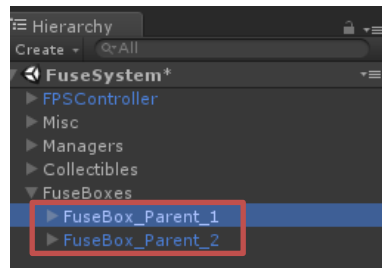 Hierarchy
Create All
FuseSystem*
FPSController
Misc
Managers
Collectibles
FuseBoxes
FuseBox_Parent_1
FuseBox_Parent_2